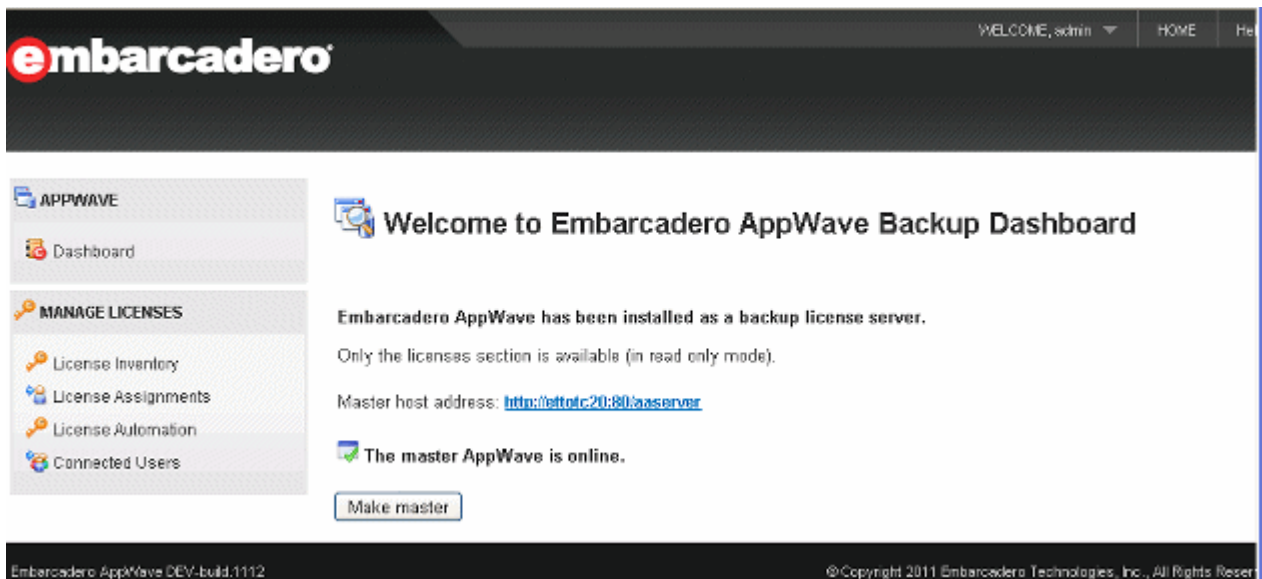 embarcadero
WELCOME, admin HOME Hel
APPWAVE
Dashboard
MANAGE LICENSES
License Inventory
License Assignments
License Automation
Connected Users
Welcome to Embarcadero AppWave Backup Dashboard
Embarcadero AppWave has been installed as a backup license server.
Only the licenses section is available (in read only mode).
Master host address: http://ettotc20:80/aaserver
The master AppWave is online.
Make master
Embarcadero AppWave DEV-build.1112
© Copyright 2011 Embarcadero Technologies, Inc., All Rights Reser